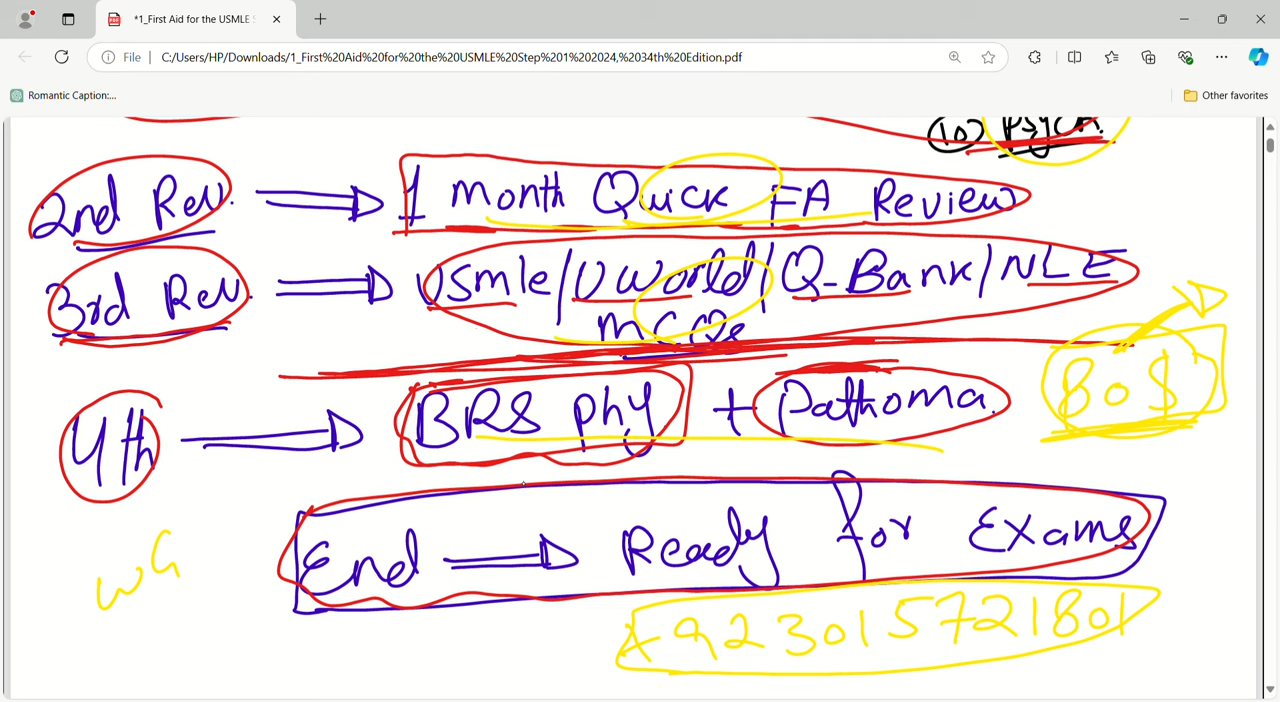 *1_First Aid for the USMLE S
File
C:/Users/HP/Downloads/1_First%20Aid%20for%20the%20USMLE%20Step%201%202024,%2034th%20Edition.pdf
Romantic Caption:...
Other favorites
(10) Psych.
2nd Rev. ⇒ 1 Month Quick FA Review
3rd Rev. ⇒ Usmle/UWorld/Q-Bank/NLE
MCQs
4th ⇒ BRS Phy + Pathoma.
80$
End ⇒ Ready for Exams
+923015721801